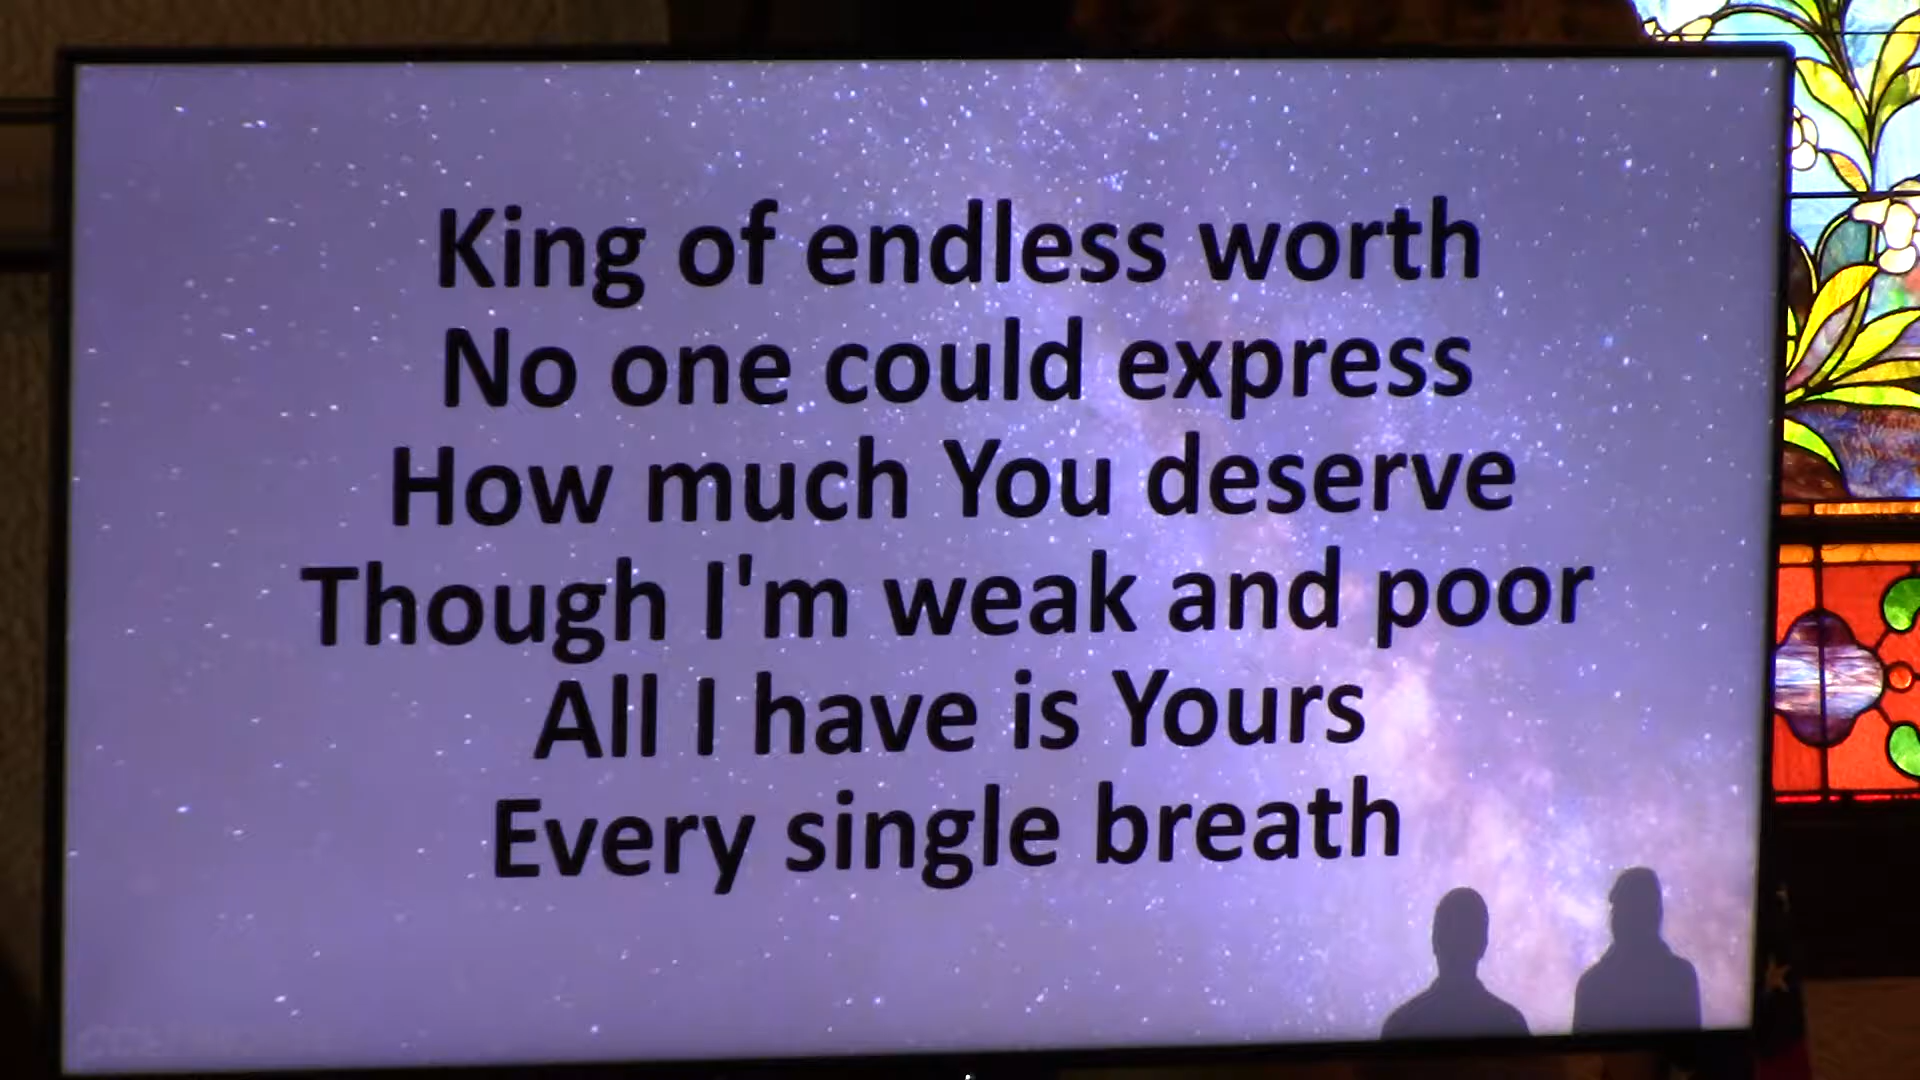 King of endless worth
No one could express
How much You deserve
Though I'm weak and poor
All I have is Yours
Every single breath